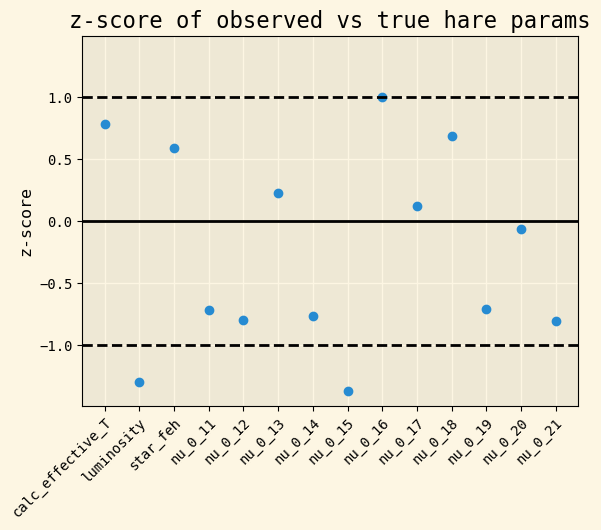 z-score of observed vs true hare params
z-score
1.0
0.5
0.0
−0.5
−1.0
calc_effective_T
luminosity
star_feh
nu_0_11
nu_0_12
nu_0_13
nu_0_14
nu_0_15
nu_0_16
nu_0_17
nu_0_18
nu_0_19
nu_0_20
nu_0_21